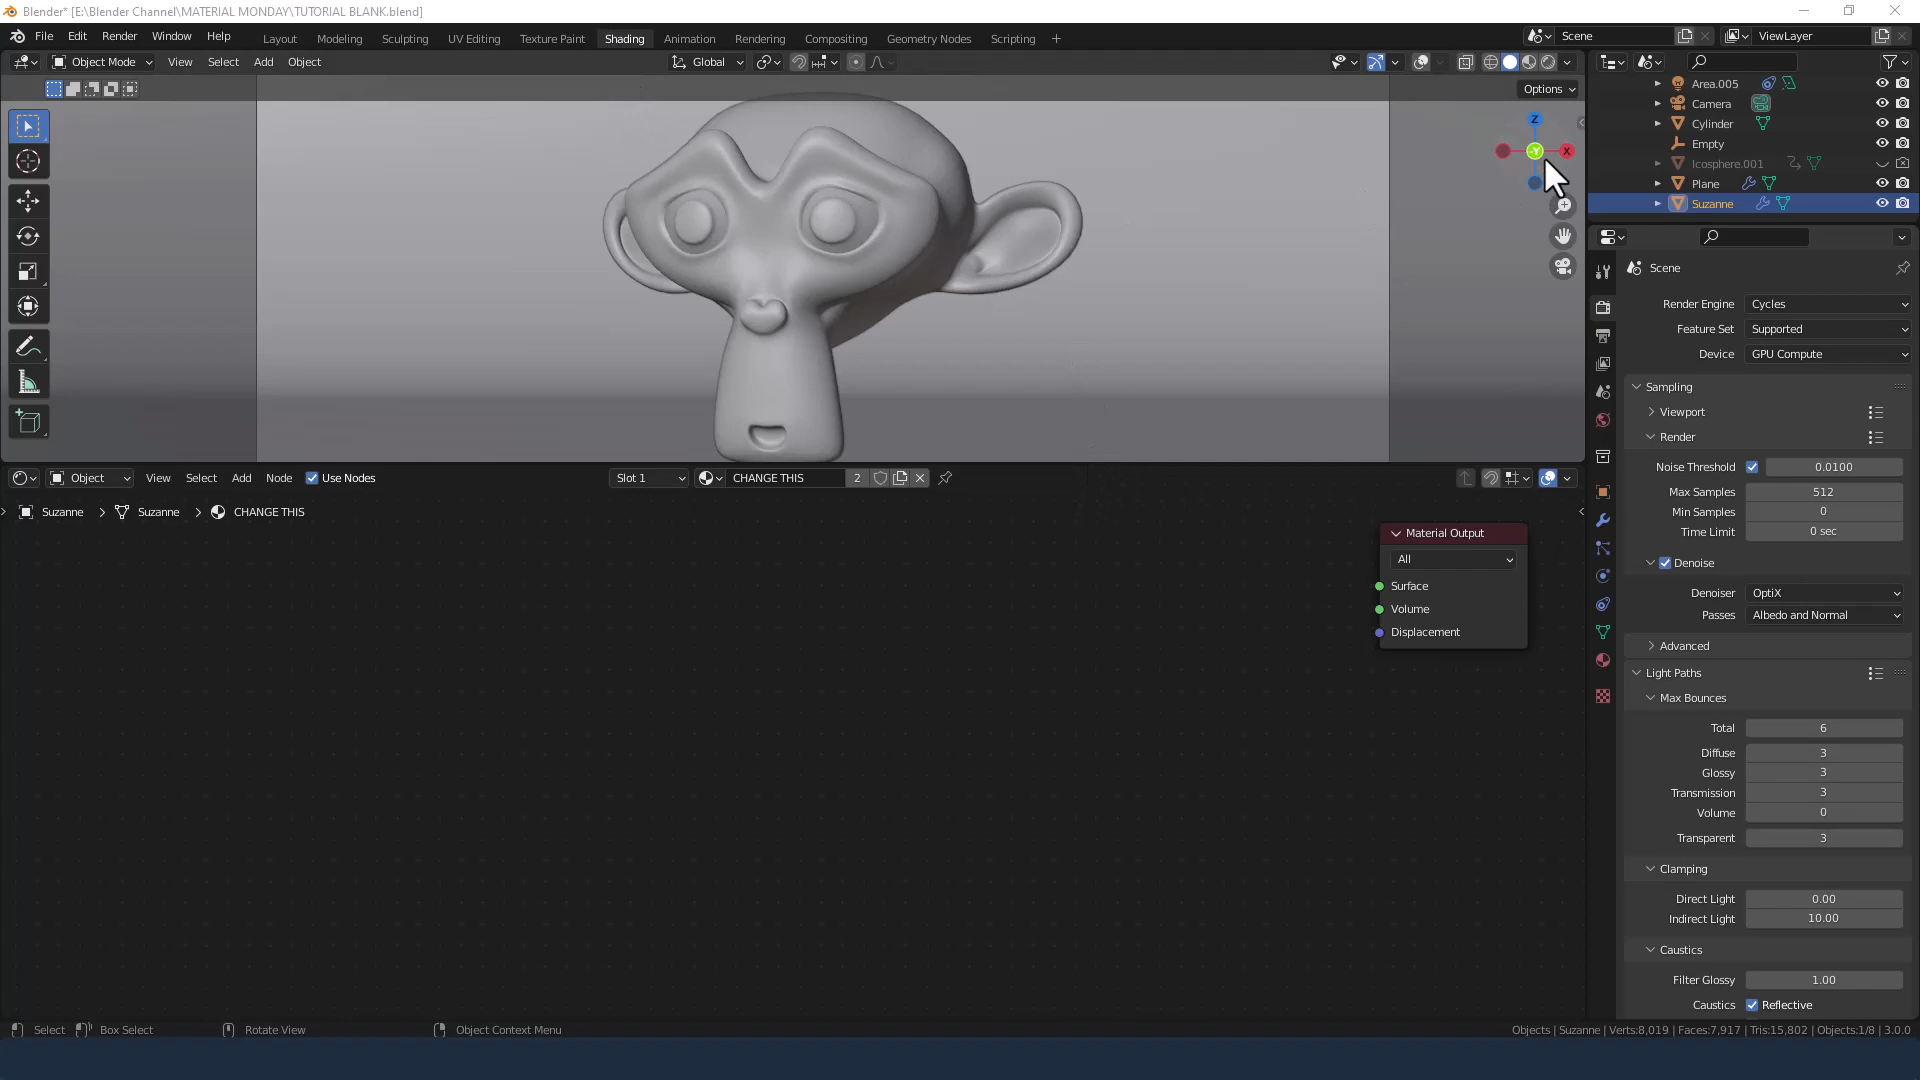 Blender* [E:\Blender Channel\MATERIAL MONDAY\TUTORIAL BLANK.blend]
File Edit Render Window Help Layout Modeling Sculpting UV Editing Texture Paint Shading Animation Rendering Compositing Geometry Nodes Scripting + Scene ViewLayer
Object Mode View Select Add Object Global
Options
Z
-Y
X
Area.005
Camera
Cylinder
Empty
Icosphere.001
Plane
Suzanne
Scene
Render Engine Cycles
Feature Set Supported
Device GPU Compute
Sampling
Viewport
Render
Noise Threshold 0.0100
Max Samples 512
Min Samples 0
Time Limit 0 sec
Denoise
Denoiser OptiX
Passes Albedo and Normal
Advanced
Light Paths
Max Bounces
Total 6
Diffuse 3
Glossy 3
Transmission 3
Volume 0
Transparent 3
Clamping
Direct Light 0.00
Indirect Light 10.00
Caustics
Filter Glossy 1.00
Caustics Reflective
Object View Select Add Node Use Nodes Slot 1 CHANGE THIS 2
Suzanne > Suzanne > CHANGE THIS
Material Output
All
Surface
Volume
Displacement
Select Box Select Rotate View Object Context Menu Objects | Suzanne | Verts:8,019 | Faces:7,917 | Tris:15,802 | Objects:1/8 | 3.0.0